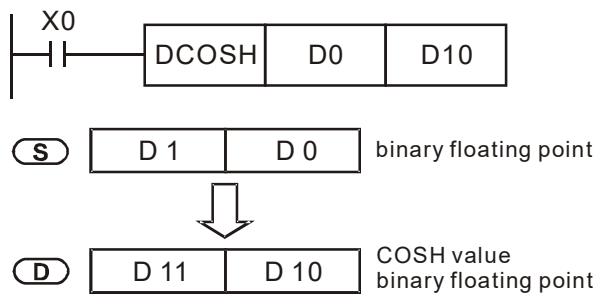 X0
DCOSH D0 D10
S D 1 D 0 binary floating point
D D 11 D 10 COSH value
binary floating point